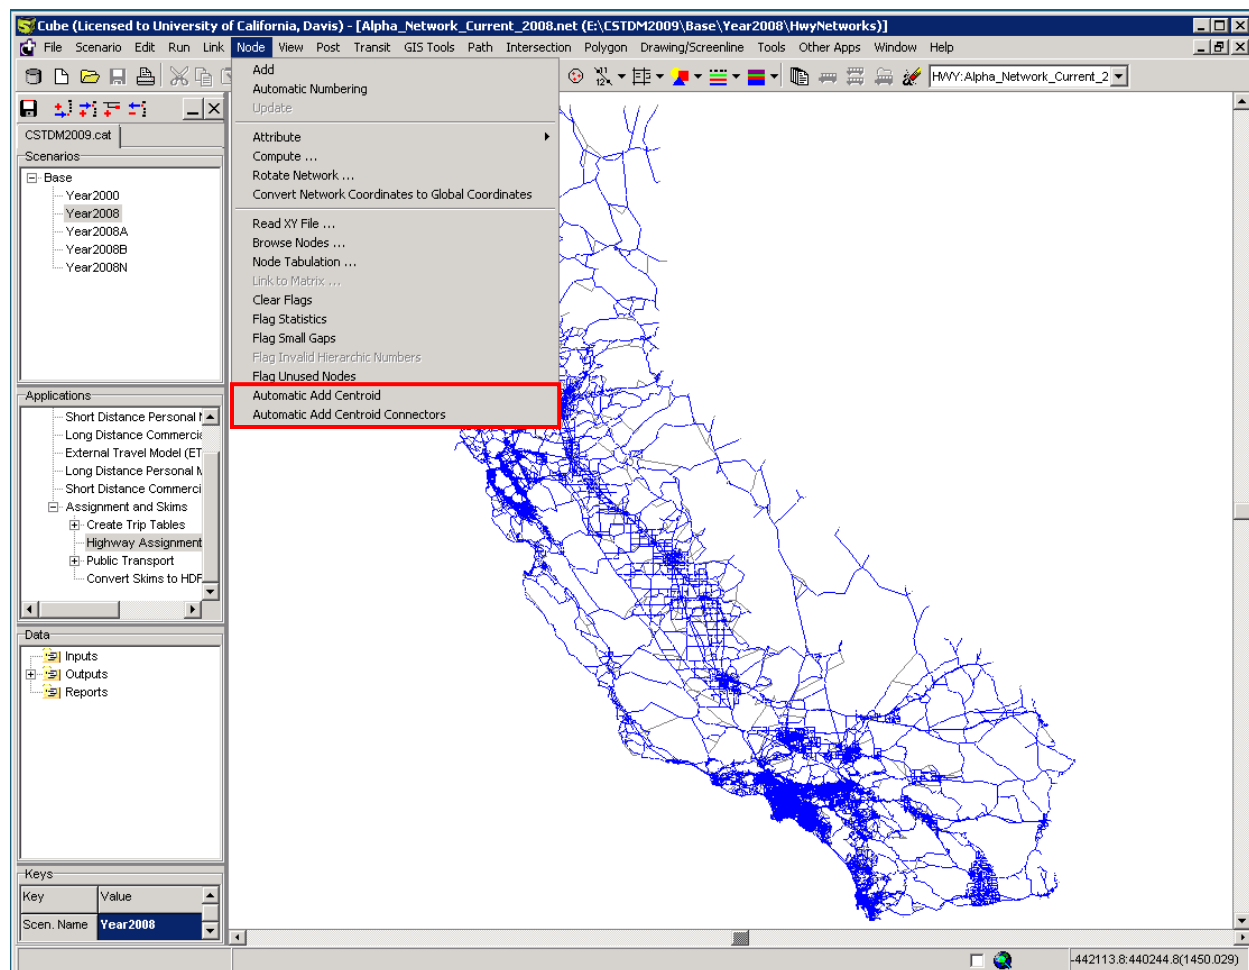 Cube (Licensed to University of California, Davis) - [Alpha_Network_Current_2008.net (E:\CSTDM2009\Base\Year2008\HwyNetworks)]
File Scenario Edit Run Link Node View Post Transit GIS Tools Path Intersection Polygon Drawing/Screenline Tools Other Apps Window Help
HWY:Alpha_Network_Current_2
Add
Automatic Numbering
Update
Attribute
Compute ...
Rotate Network ...
Convert Network Coordinates to Global Coordinates
Read XY File ...
Browse Nodes ...
Node Tabulation ...
Link to Matrix ...
Clear Flags
Flag Statistics
Flag Small Gaps
Flag Invalid Hierarchic Numbers
Flag Unused Nodes
Automatic Add Centroid
Automatic Add Centroid Connectors
CSTDM2009.cat
Scenarios
Base
Year2000
Year2008
Year2008A
Year2008B
Year2008N
Applications
Short Distance Personal
Long Distance Commercia
External Travel Model (ET
Long Distance Personal M
Short Distance Commerci
Assignment and Skims
Create Trip Tables
Highway Assignment
Public Transport
Convert Skims to HDF
Data
Inputs
Outputs
Reports
Keys
Key Value
Scen. Name Year2008
-442113.8:440244.8(1450.029)